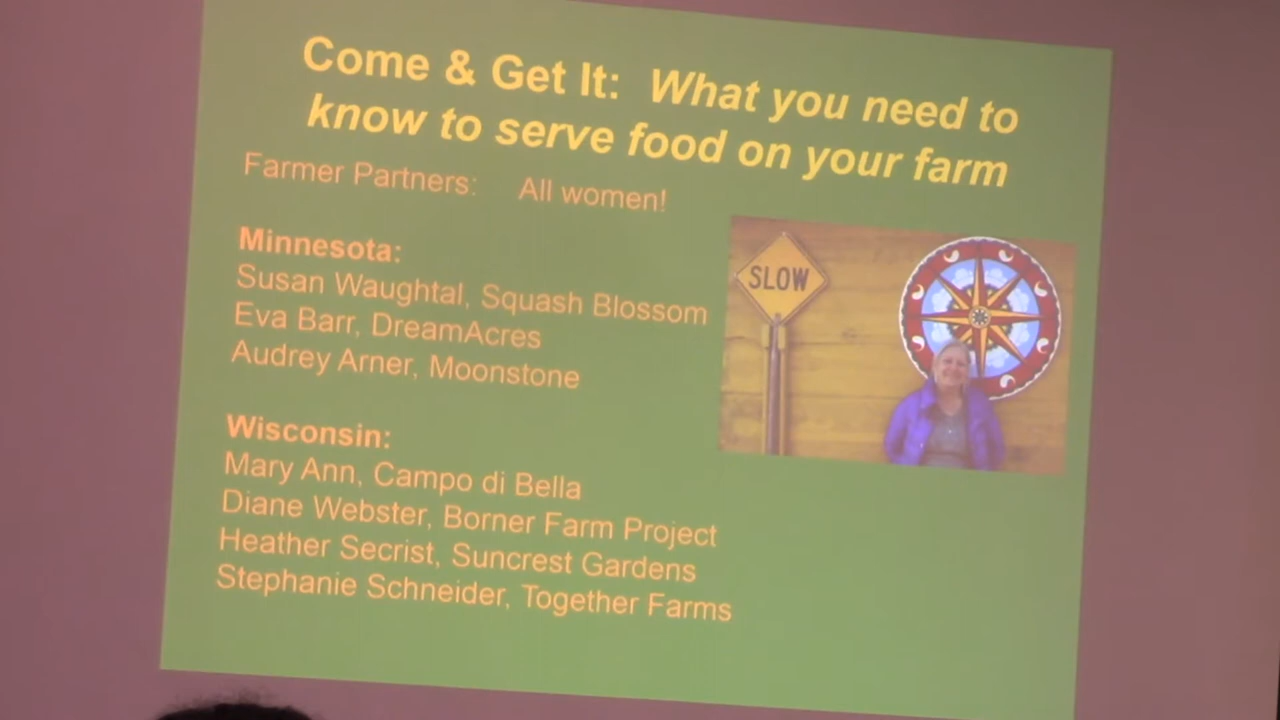 Come & Get It: What you need to
know to serve food on your farm
Farmer Partners: All women!
Minnesota:
Susan Waughtal, Squash Blossom
Eva Barr, DreamAcres
Audrey Arner, Moonstone
SLOW
Wisconsin:
Mary Ann, Campo di Bella
Diane Webster, Borner Farm Project
Heather Secrist, Suncrest Gardens
Stephanie Schneider, Together Farms